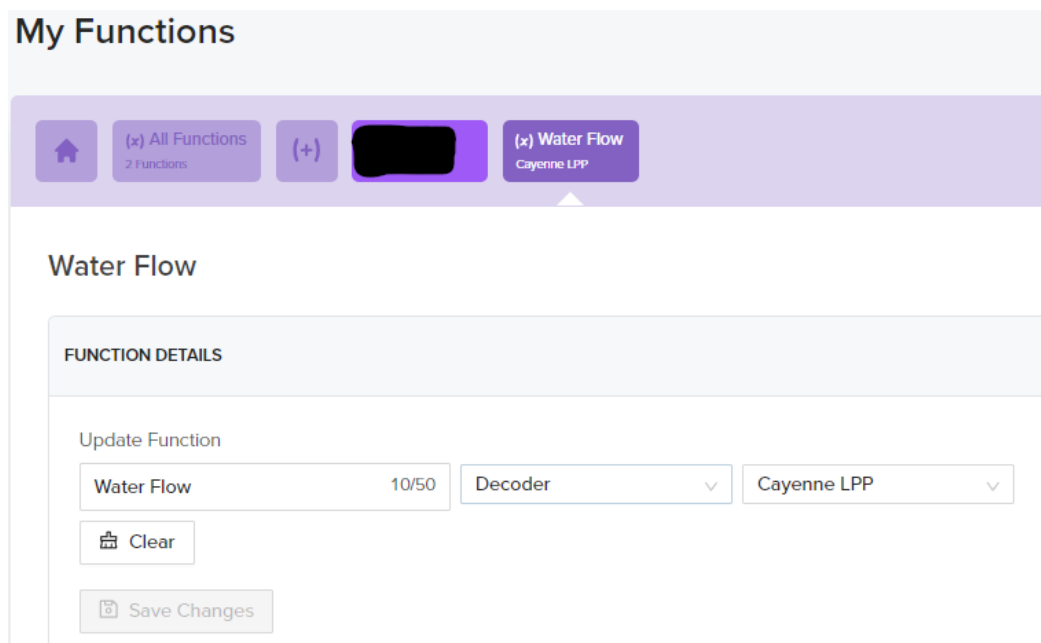 My Functions
(x) All Functions
2 Functions
(+)
(x) Water Flow
Cayenne LPP
Water Flow
FUNCTION DETAILS
Update Function
Water Flow 10/50 Decoder Cayenne LPP
Clear
Save Changes